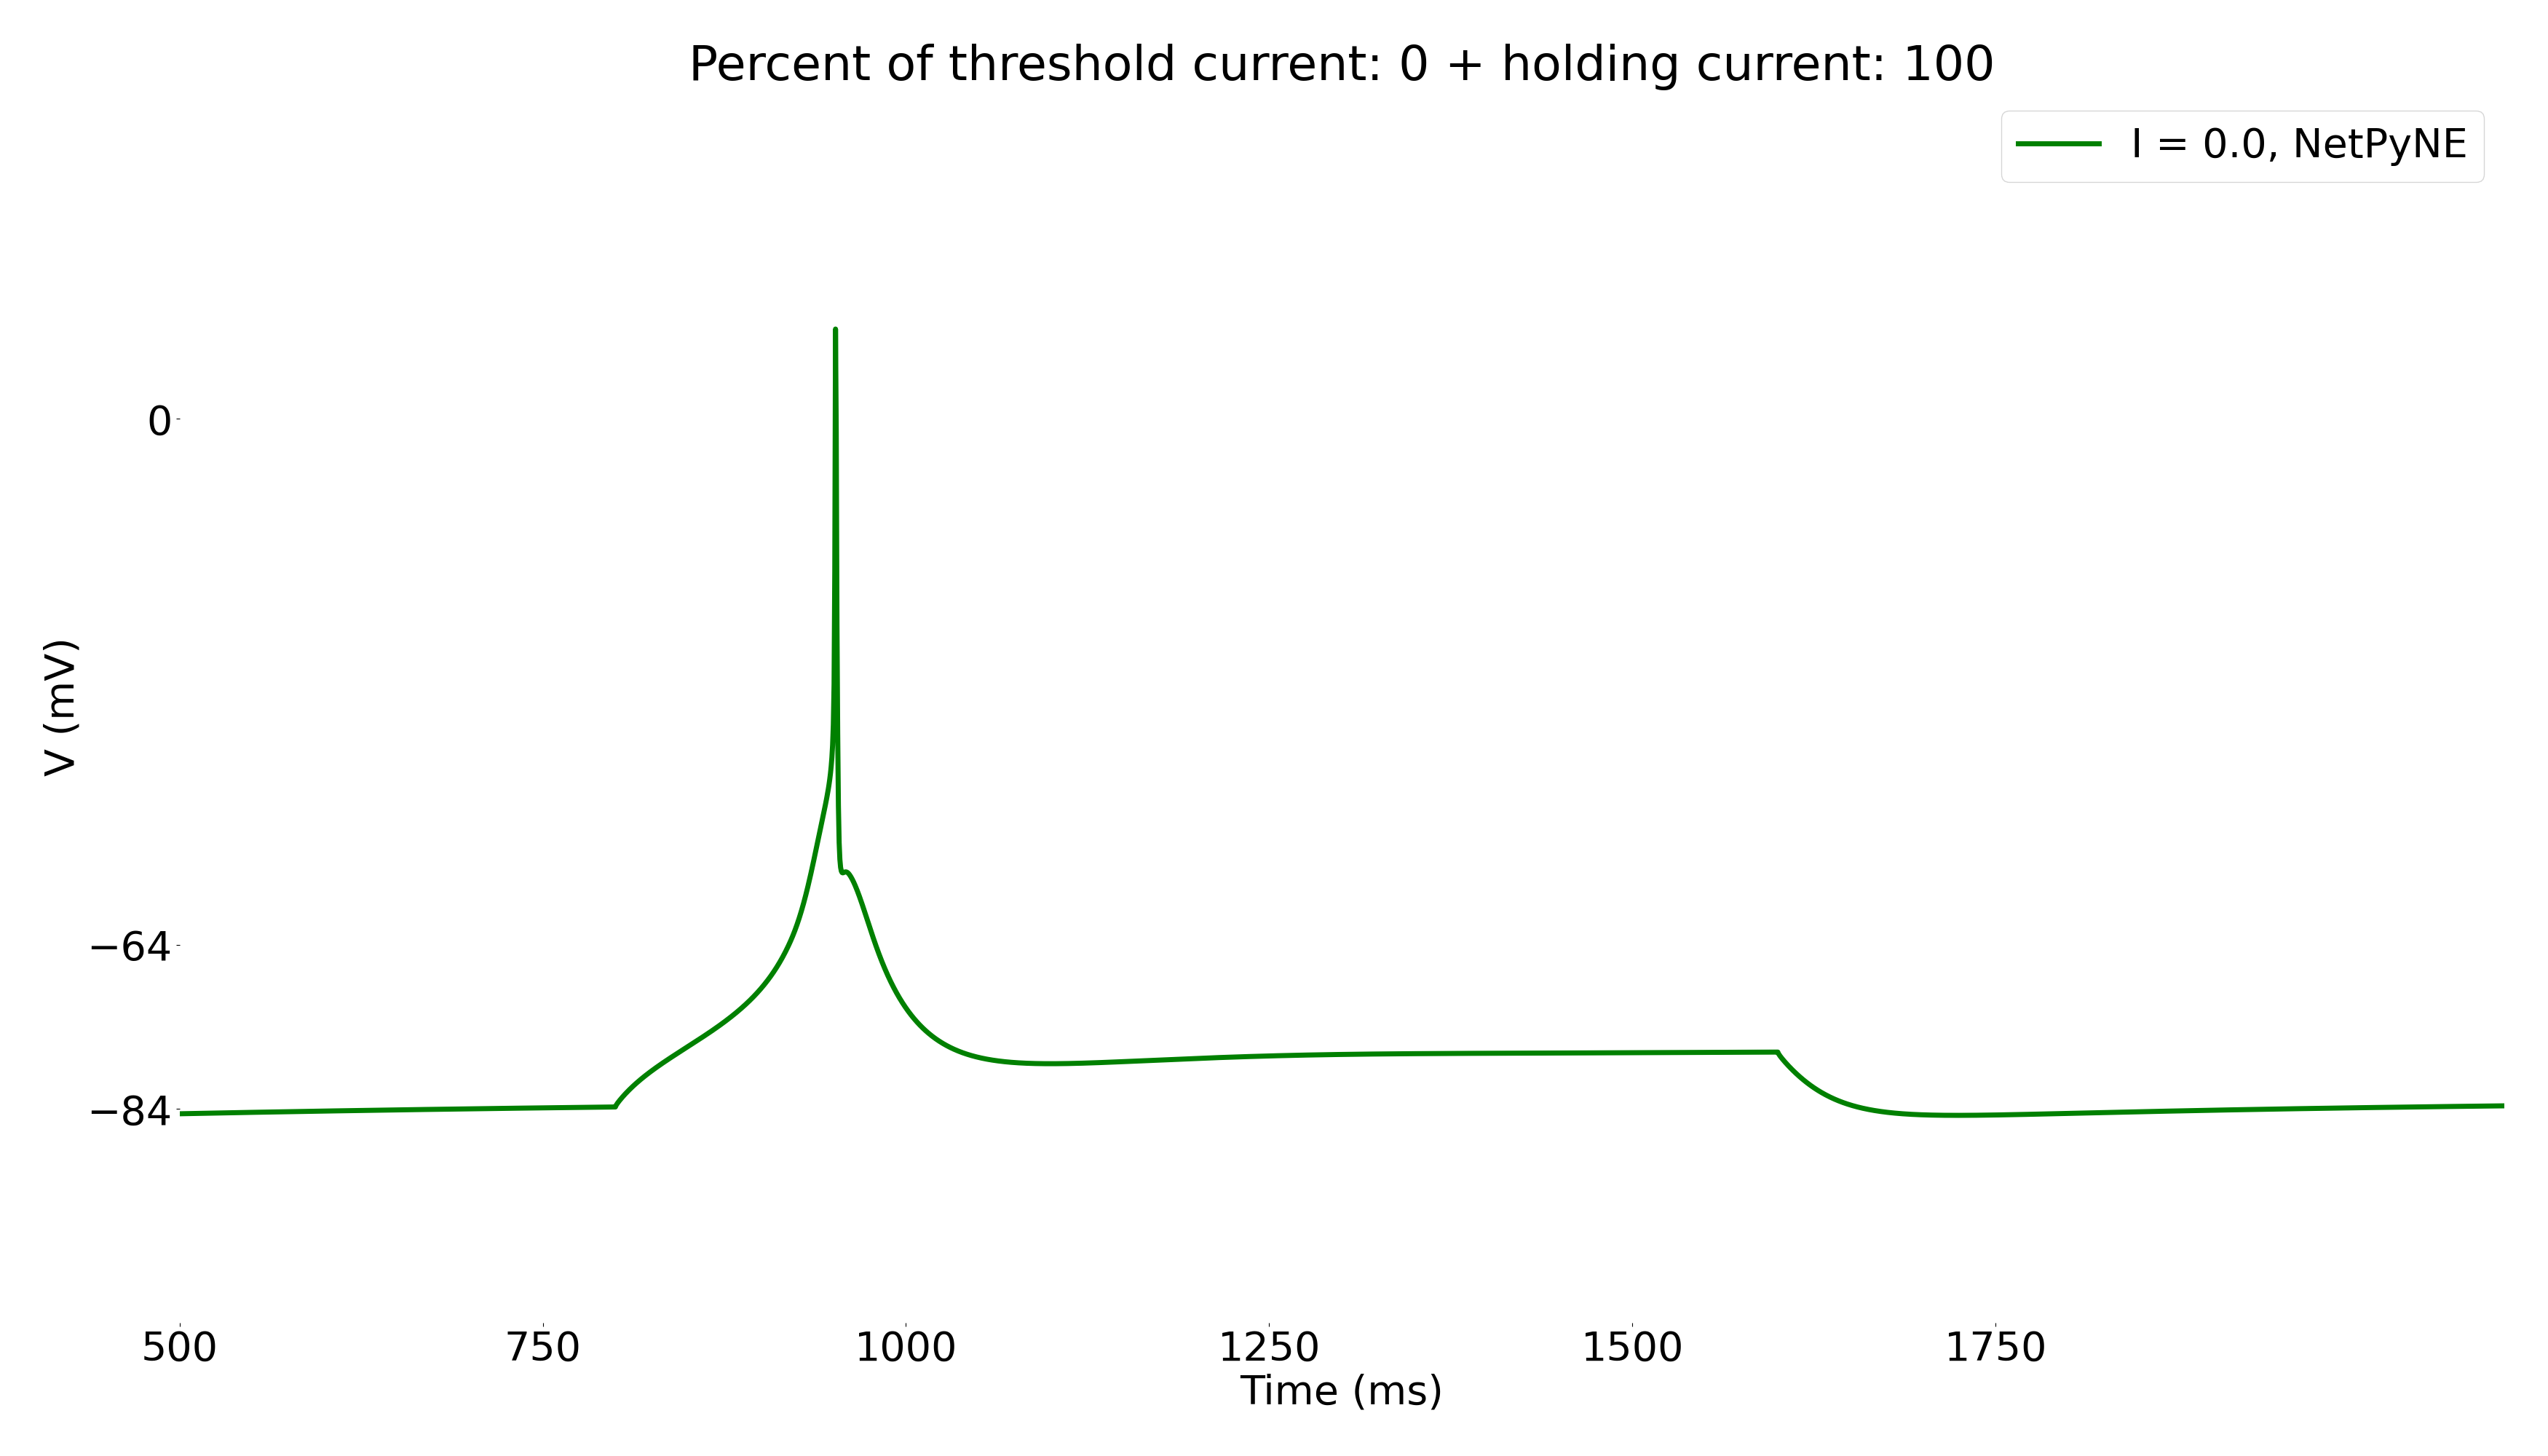 Percent of threshold current: 0 + holding current: 100
I = 0.0, NetPyNE
0
−64
−84
V (mV)
500 750 1000 1250 1500 1750
Time (ms)